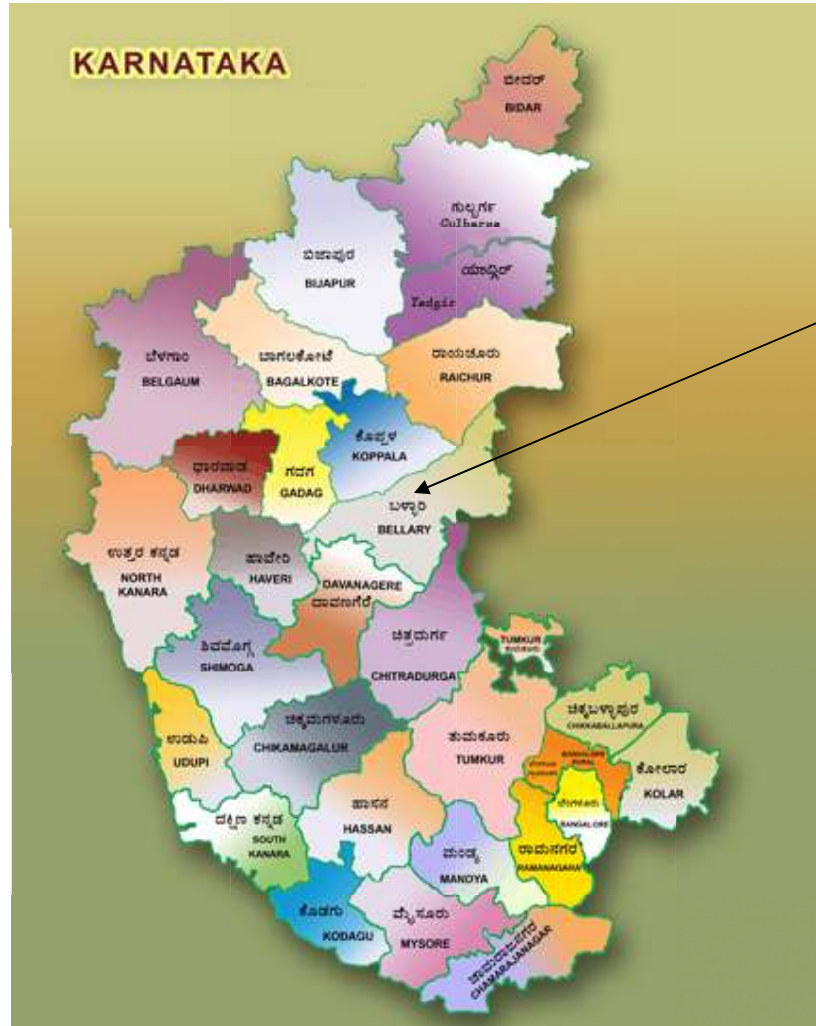 KARNATAKA
ಬೀದರ್
BIDAR
ಗುಲ್ಬರ್ಗ
ಬಿಜಾಪುರ
BIJAPUR
ಯಾದ್ಗಿರ್
Yadgir
ಬೆಳಗಾಂ
BELGAUM
ಬಾಗಲಕೋಟೆ
BAGALKOTE
ರಾಯಚೂರು
RAICHUR
ಧಾರವಾಡ
DHARWAD
ಗದಗ
GADAG
ಕೊಪ್ಪಳ
KOPPALA
ಬಳ್ಳಾರಿ
BELLARY
ಉತ್ತರ ಕನ್ನಡ
NORTH
KANARA
ಹಾವೇರಿ
HAVERI
DAVANAGERE
ದಾವಣಗೆರೆ
ಶಿವಮೊಗ್ಗ
SHIMOGA
ಚಿತ್ರದುರ್ಗ
CHITRADURGA
TUMKUR
ತುಮಕೂರು
ಉಡುಪಿ
UDUPI
ಚಿಕ್ಕಮಗಳೂರು
CHIKAMAGALUR
ತುಮಕೂರು
TUMKUR
ಚಿಕ್ಕಬಳ್ಳಾಪುರ
CHIKKABALLAPURA
BANGALORE
RURAL
ಕೋಲಾರ
KOLAR
ಬೆಂಗಳೂರು
BANGALORE
ದಕ್ಷಿಣ ಕನ್ನಡ
SOUTH
KANARA
ಹಾಸನ
HASSAN
ಮಂಡ್ಯ
MANDYA
ರಾಮನಗರ
RAMANAGARA
ಕೊಡಗು
KODAGU
ಮೈಸೂರು
MYSORE
ಚಾಮರಾಜನಗರ
CHAMARAJANAGAR